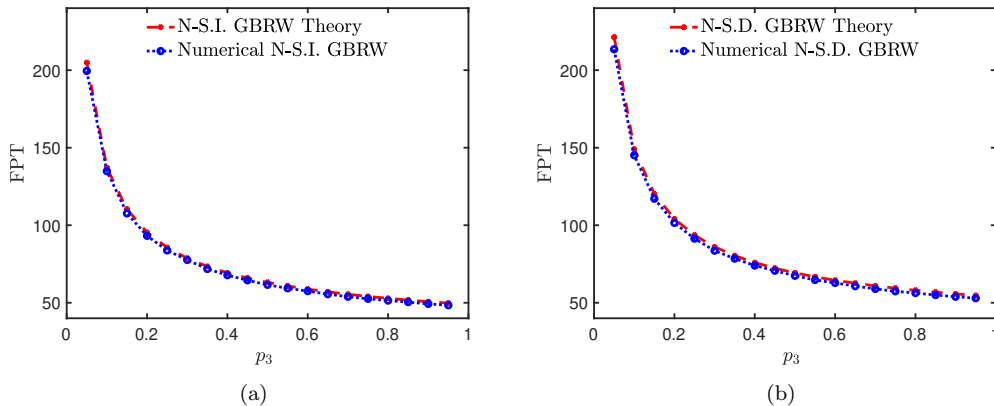 N-S.I. GBRW Theory
Numerical N-S.I. GBRW
FPT
200
150
100
50
0
0.2
0.4
0.6
0.8
1
p₃
(a)
N-S.D. GBRW Theory
Numerical N-S.D. GBRW
FPT
200
150
100
50
0
0.2
0.4
0.6
0.8
1
p₃
(b)